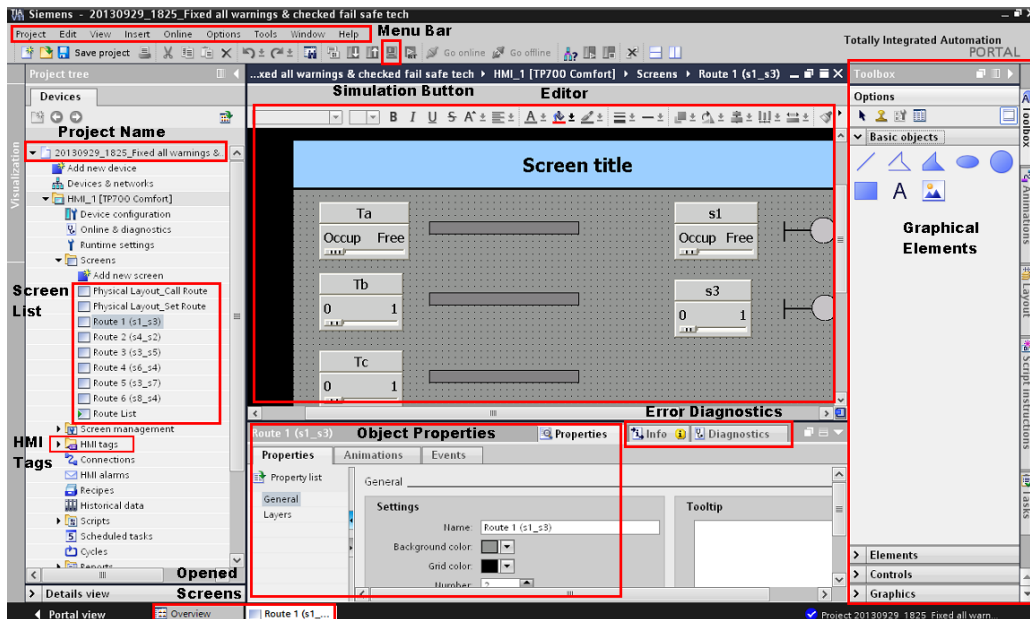 Siemens - 20130929_1825_Fixed all warnings & checked fail safe tech
Project Edit View Insert Online Options Tools Window Help
Menu Bar
Totally Integrated Automation
PORTAL
Save project
Go online
Go offline
Project tree
...xed all warnings & checked fail safe tech
HMI_1 [TP700 Comfort]
Screens
Route 1 (s1_s3)
Toolbox
Devices
Simulation Button
Editor
Options
B I U S A
A
Project Name
20130929_1825_Fixed all warnings &..
Add new device
Devices & networks
HMI_1 [TP700 Comfort]
Device configuration
Online & diagnostics
Runtime settings
Screens
Add new screen
Screen List
Physical Layout_Call Route
Physical Layout_Set Route
Route 1 (s1_s3)
Route 2 (s4_s2)
Route 3 (s3_s5)
Route 4 (s6_s4)
Route 5 (s3_s7)
Route 6 (s8_s4)
Route List
Screen management
HMI Tags
HMI tags
Connections
HMI alarms
Recipes
Historical data
Scripts
Scheduled tasks
Cycles
Reports
Details view
Opened Screens
Portal view
Overview
Route 1 (s1_...
Visualization
Screen title
Ta
Occup Free
Tb
0 1
Tc
0 1
s1
Occup Free
s3
0 1
Error Diagnostics
Route 1 (s1_s3)
Object Properties
Properties
Info
Diagnostics
Properties
Animations
Events
Property list
General
Layers
General
Settings
Name: Route 1 (s1_s3)
Background color:
Grid color:
Number: 2
Tooltip
Basic objects
A
Graphical Elements
Elements
Controls
Graphics
Toolbox
Animations
Layout
Script instructions
Tasks
Project 20130929_1825_Fixed all warn...